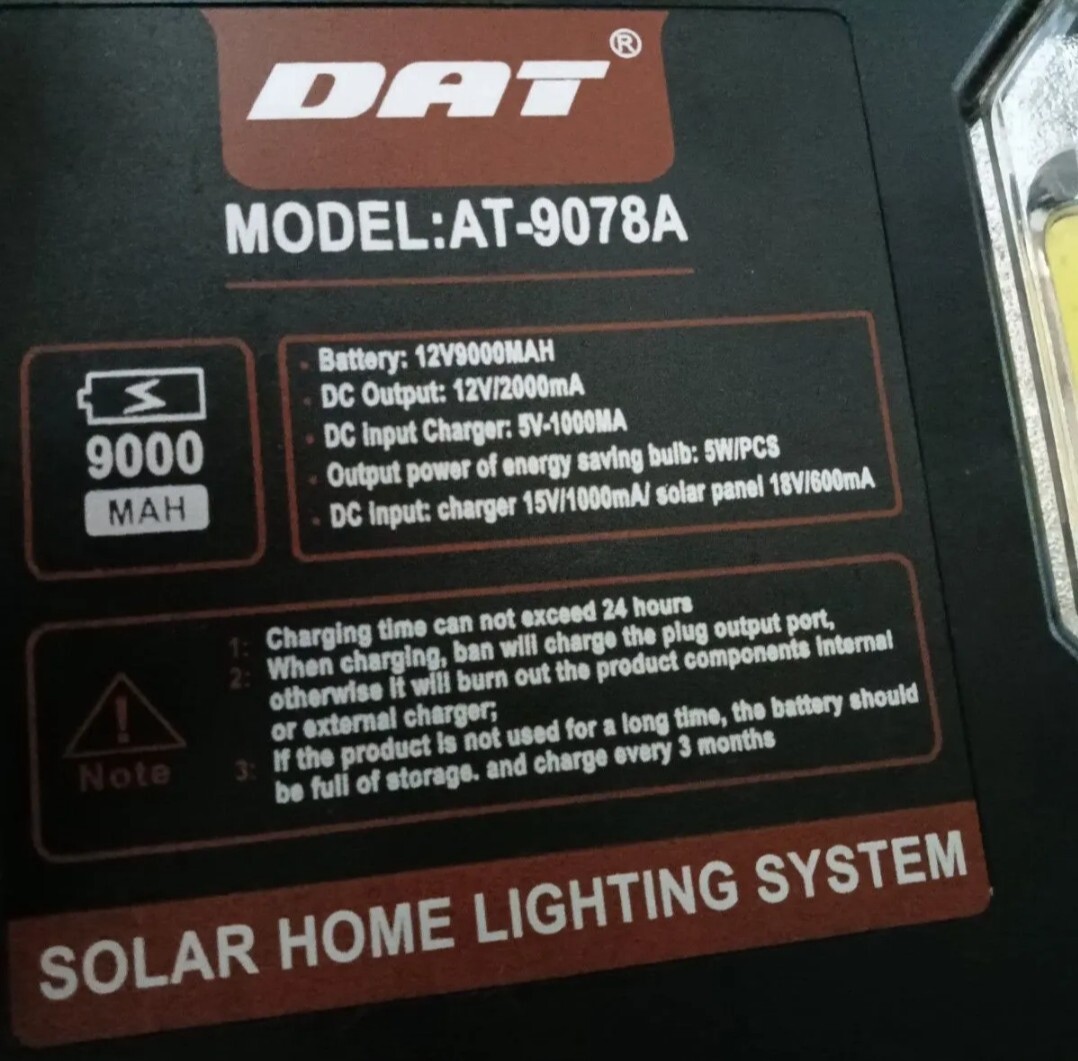 DAT®
MODEL:AT-9078A
9000
MAH
· Battery: 12V9000MAH
· DC Output: 12V/2000mA
· DC Input Charger: 5V-1000MA
· Output power of energy saving bulb: 5W/PCS
· DC Input: charger 15V/1000mA/ solar panel 18V/600mA
Note
1: Charging time can not exceed 24 hours
2: When charging, ban will charge the plug output port,
otherwise it will burn out the product components Internal
or external charger;
3: If the product is not used for a long time, the battery should
be full of storage. and charge every 3 months
SOLAR HOME LIGHTING SYSTEM